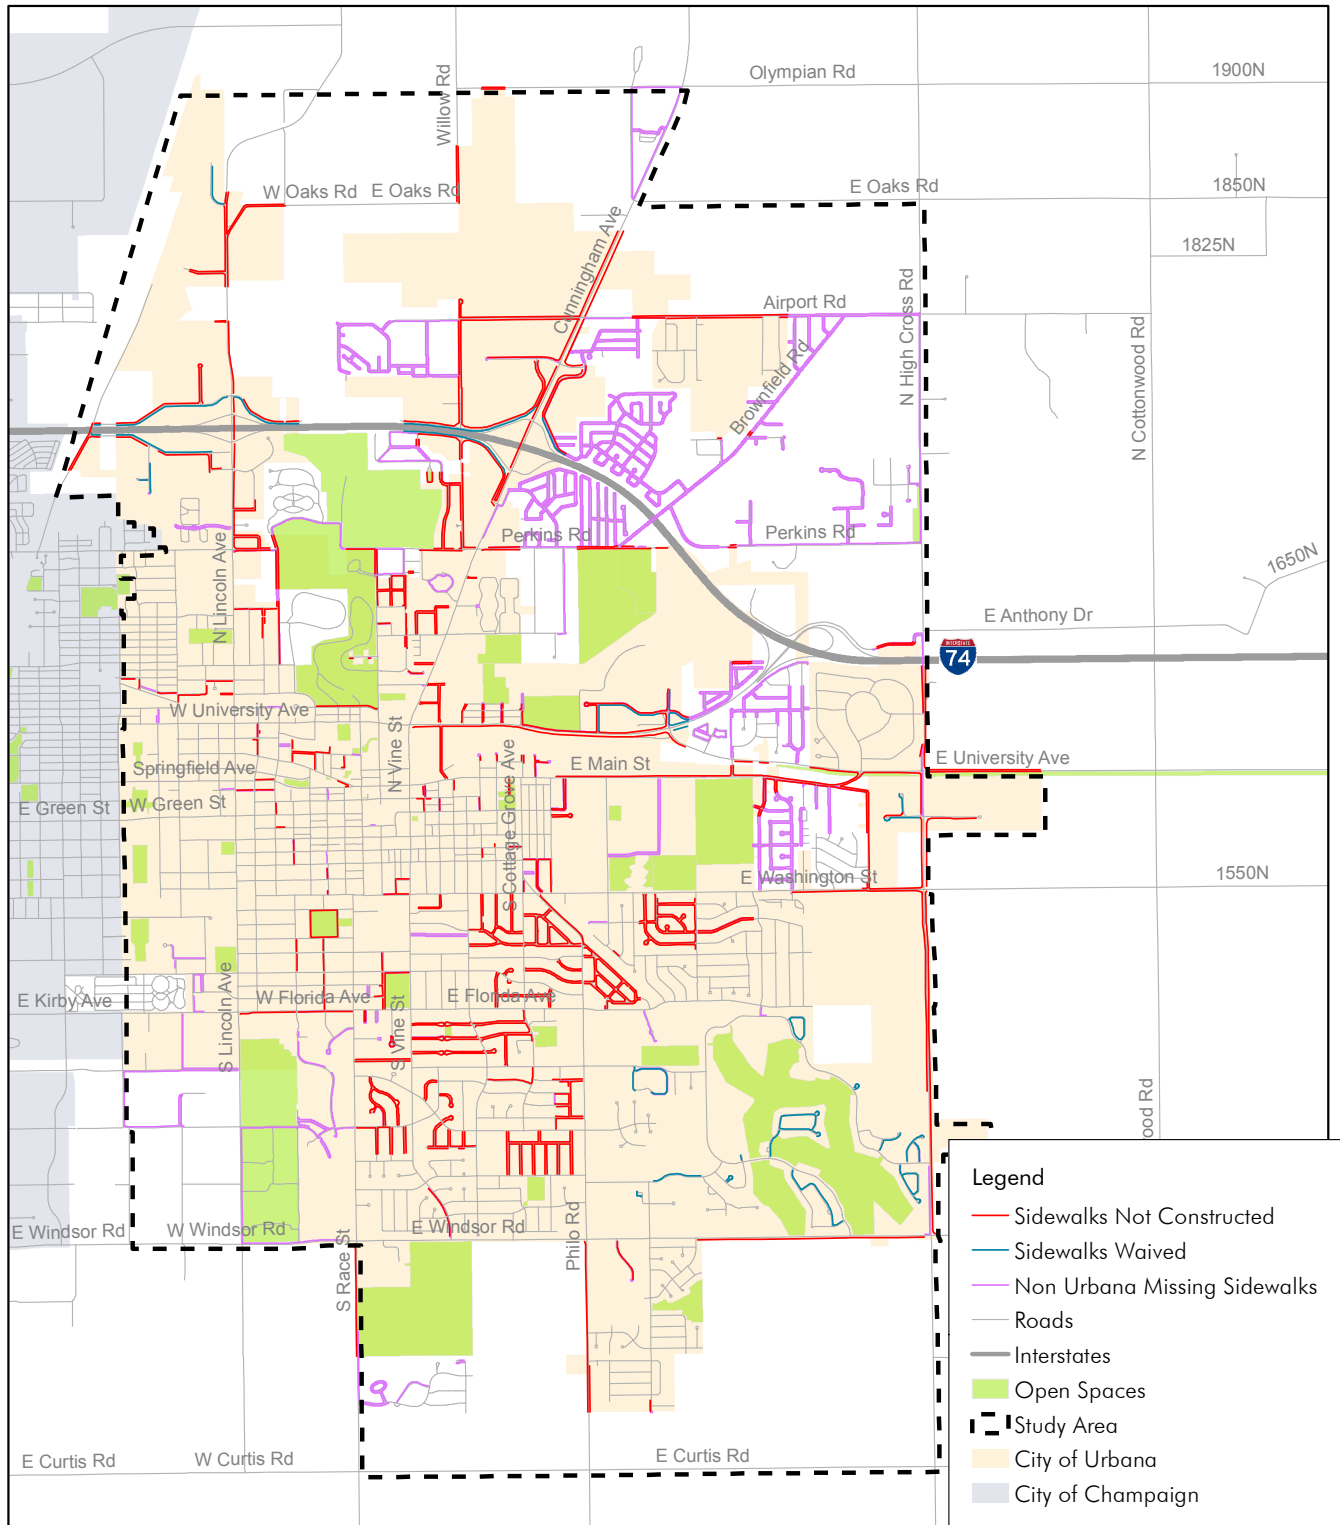 Olympian Rd
1900N
Willow Rd
W Oaks Rd
E Oaks Rd
E Oaks Rd
1850N
1825N
Cunningham Ave
Airport Rd
N High Cross Rd
N Cottonwood Rd
Brownfield Rd
Perkins Rd
Perkins Rd
N Lincoln Ave
1650N
E Anthony Dr
INTERSTATE
74
W University Ave
N Vine St
E University Ave
Springfield Ave
E Main St
E Green St
W Green St
S Cottage Grove Ave
E Washington St
1550N
E Kirby Ave
W Florida Ave
E Florida Ave
S Lincoln Ave
S Vine St
ood Rd
E Windsor Rd
W Windsor Rd
E Windsor Rd
S Race St
Philo Rd
E Curtis Rd
W Curtis Rd
E Curtis Rd
Legend
Sidewalks Not Constructed
Sidewalks Waived
Non Urbana Missing Sidewalks
Roads
Interstates
Open Spaces
Study Area
City of Urbana
City of Champaign